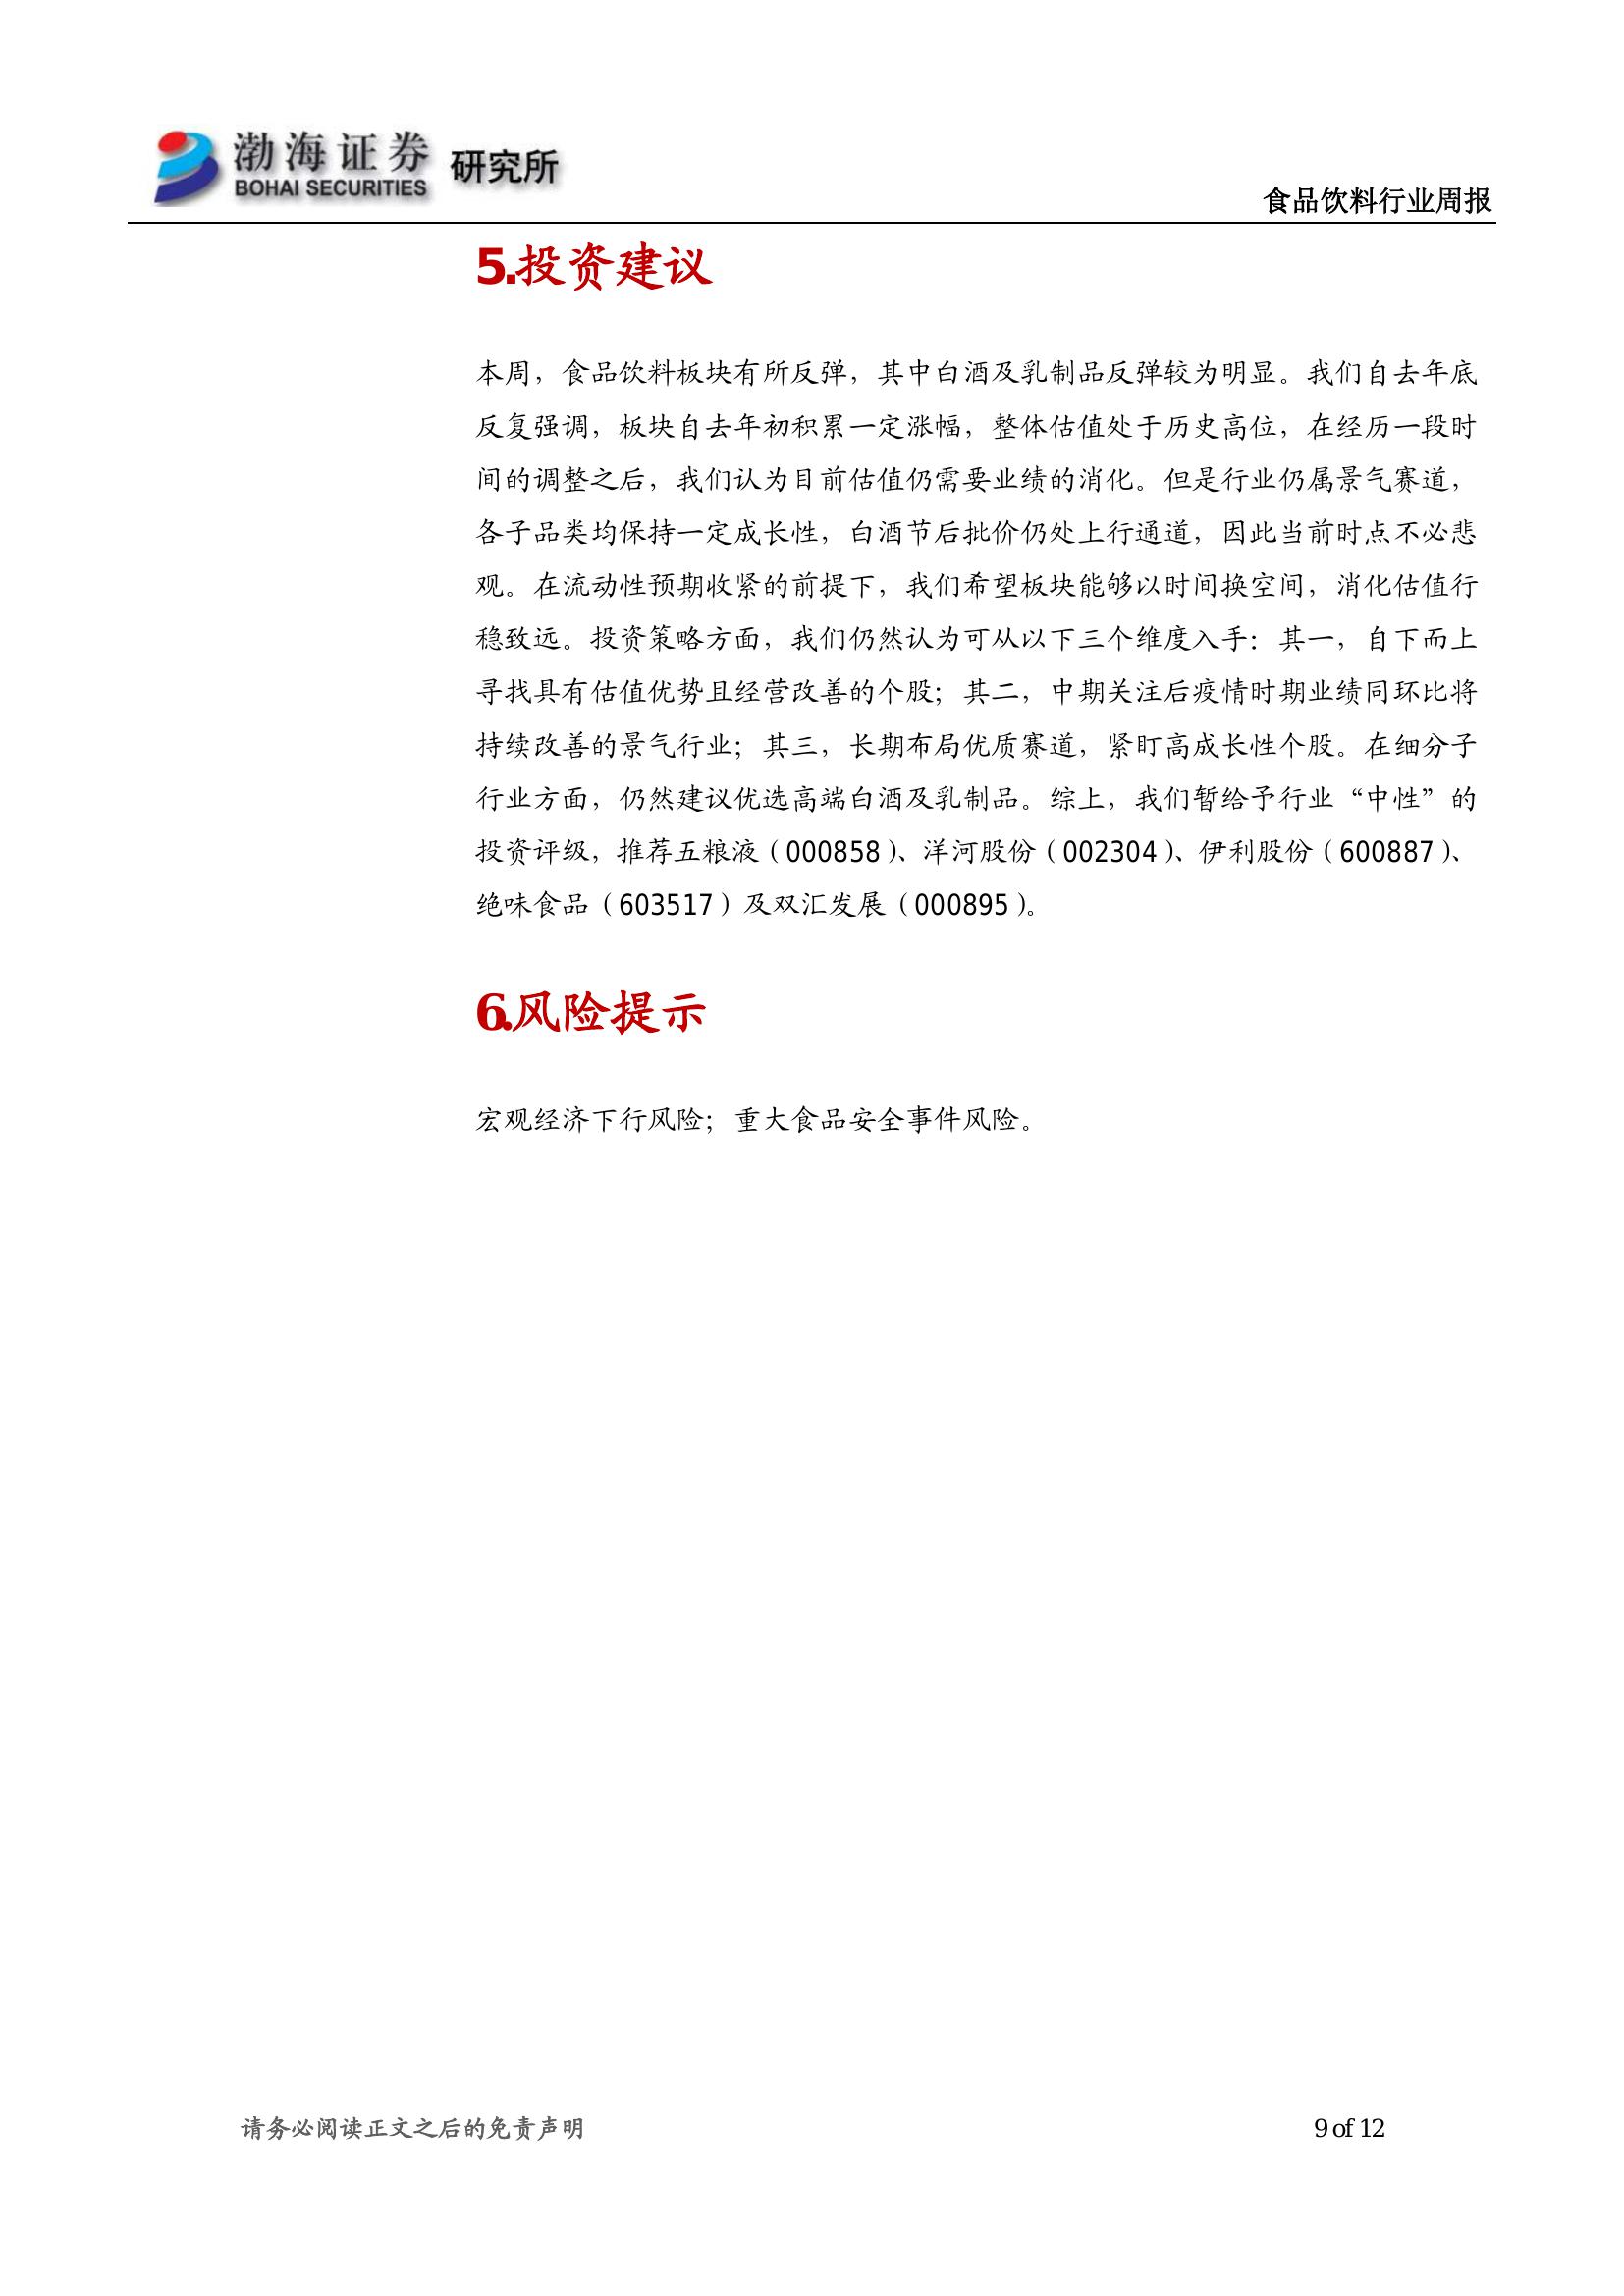 渤海证券 研究所
BOHAI SECURITIES
食品饮料行业周报
5.投资建议
本周，食品饮料板块有所反弹，其中白酒及乳制品反弹较为明显。我们自去年底
反复强调，板块自去年初积累一定涨幅，整体估值处于历史高位，在经历一段时
间的调整之后，我们认为目前估值仍需要业绩的消化。但是行业仍属景气赛道，
各子品类均保持一定成长性，白酒节后批价仍处上行通道，因此当前时点不必悲
观。在流动性预期收紧的前提下，我们希望板块能够以时间换空间，消化估值行
稳致远。投资策略方面，我们仍然认为可从以下三个维度入手：其一，自下而上
寻找具有估值优势且经营改善的个股；其二，中期关注后疫情时期业绩同环比将
持续改善的景气行业；其三，长期布局优质赛道，紧盯高成长性个股。在细分子
行业方面，仍然建议优选高端白酒及乳制品。综上，我们暂给予行业“中性”的
投资评级，推荐五粮液（000858）、洋河股份（002304）、伊利股份（600887）、
绝味食品（603517）及双汇发展（000895）。
6.风险提示
宏观经济下行风险；重大食品安全事件风险。
请务必阅读正文之后的免责声明
9 of 12